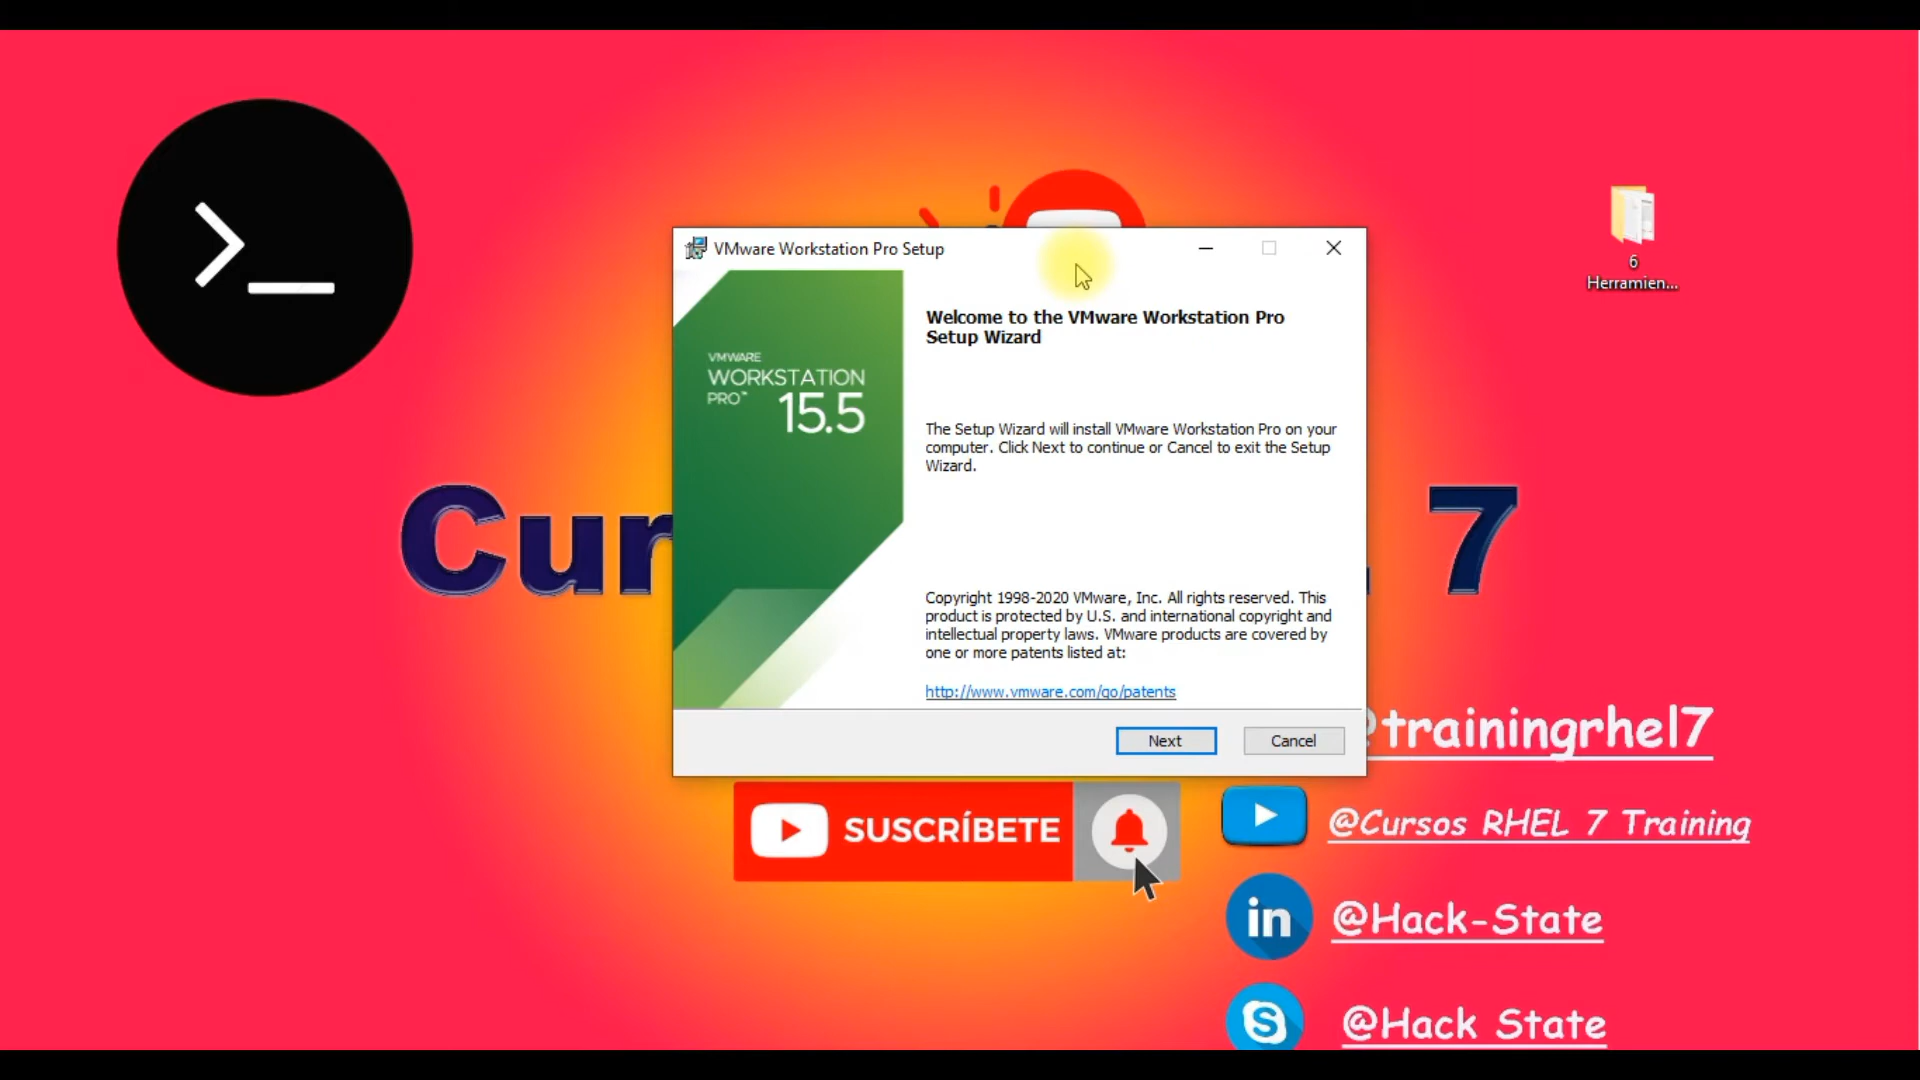 >_
6
Herramien...
VMware Workstation Pro Setup
VMWARE
WORKSTATION
PRO™ 15.5
Welcome to the VMware Workstation Pro
Setup Wizard
The Setup Wizard will install VMware Workstation Pro on your
computer. Click Next to continue or Cancel to exit the Setup
Wizard.
Copyright 1998-2020 VMware, Inc. All rights reserved. This
product is protected by U.S. and international copyright and
intellectual property laws. VMware products are covered by
one or more patents listed at:
http://www.vmware.com/go/patents
Next
Cancel
7
@trainingrhel7
SUSCRÍBETE
@Cursos RHEL 7 Training
in @Hack-State
S @Hack State